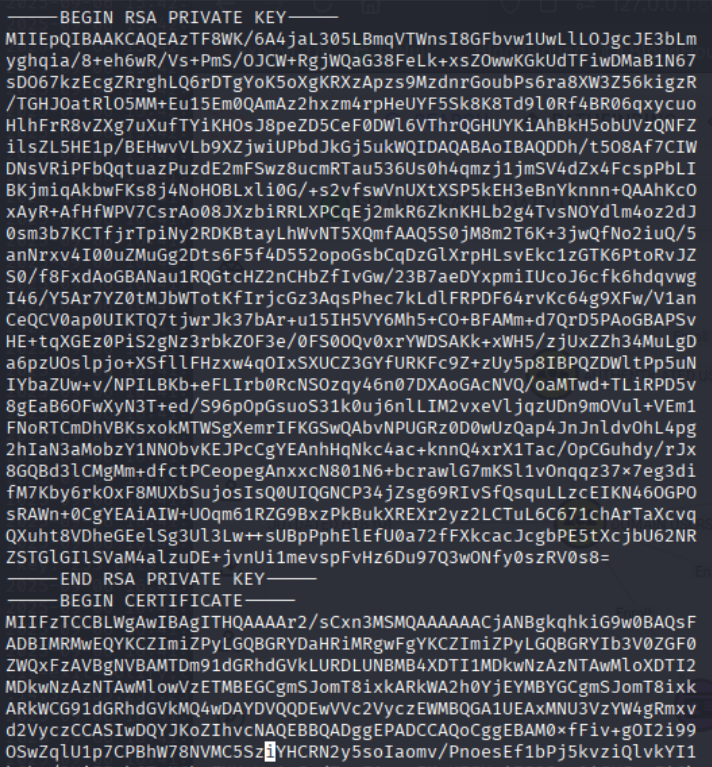 -----BEGIN RSA PRIVATE KEY-----
MIIEpQIBAAKCAQEAzTF8WK/6A4jaL305LBmqVTWnsI8GFbvw1UwLlLOJgcJE3bLm
yghqia/8+eh6wR/Vs+PmS/OJCW+RgjWQaG38FeLk+xsZOwwKGkUdTFiwDMaB1N67
sDO67kzEcgZRrghLQ6rDTgYoK5oXgKRXzApzs9MzdnrGoubPs6ra8XW3Z56kigzR
/TGHJOatRlO5MM+Eu15Em0QAmAz2hxzm4rpHeUYF5Sk8K8Td9l0Rf4BR06qxycuo
HlhFrR8vZXg7uXufTYiKHOsJ8peZD5CeF0DWl6VThrQGHUYKiAhBkH5obUVzQNFZ
ilsZL5HE1p/BEHwvVLb9XZjwiUPbdJkGj5ukWQIDAQABAoIBAQDDh/t5O8Af7CIW
DNsVRiPFbQqtuazPuzdE2mFSwz8ucmRTau536Us0h4qmzj1jmSV4dZx4FcspPbLI
BKjmiqAkbwFKs8j4NoHOBLxli0G/+s2vfswVnUXtXSP5kEH3eBnYknnn+QAAhKcO
xAyR+AfHfWPV7CsrAo08JXzbiRRLXPCqEj2mkR6ZknKHLb2g4TvsNOYdlm4oz2dJ
0sm3b7KCTfjrTpiNy2RDKBtayLhWvNT5XQmfAAQ5S0jM8m2T6K+3jwQfNo2iuQ/5
anNrxv4I00uZMuGg2Dts6F5f4D552opoGsbCqDzGlXrpHLsvEkc1zGTK6PtoRvJZ
S0/f8FxdAoGBANau1RQGtcHZ2nCHbZfIvGw/23B7aeDYxpmiIUcoJ6cfk6hdqvwg
I46/Y5Ar7YZ0tMJbWTotKfIrjcGz3AqsPhec7kLdlFRPDF64rvKc64g9XFw/V1an
CeQCV0ap0UIKTQ7tjwrJk37bAr+u15IH5VY6Mh5+CO+BFAMm+d7QrD5PAoGBAPSv
HE+tqXGEz0PiS2gNz3rbkZOF3e/0FS0OQv0xrYWDSAKk+xWH5/zjUxZZh34MuLgD
a6pzUOslpjo+XSfllFHzxw4qOIxSXUCZ3GYfURKFc9Z+zUy5p8IBPQZDWltPp5uN
IYbaZUw+v/NPILBKb+eFLIrb0RcNSOzqy46n07DXAoGAcNVQ/oaMTwd+TLiRPD5v
8gEaB6OFwXyN3T+ed/S96pOpGsuoS31k0uj6nlLIM2vxeVljqzUDn9mOVul+VEm1
FNoRTCmDhVBKsxokMTWSgXemrIFKGSwQAbvNPUGRz0D0wUzQap4JnJnldvOhL4pg
2hIaN3aMobzY1NNObvKEJPcCgYEAnhHqNkc4ac+knnQ4xrX1Tac/OpCGuhdy/rJx
8GQBd3lCMgMm+dfctPCeopegAnxxcN801N6+bcrawlG7mKSl1vOnqqz37×7eg3di
fM7Kby6rkOxF8MUXbSujosIsQ0UIQGNCP34jZsg69RIvSfQsquLLzcEIKN46OGPO
sRAWn+0CgYEAiAIW+UOqm61RZG9BxzPkBukXREXr2yz2LCTuL6C671chArTaXcvq
QXuht8VDheGEelSg3Ul3Lw++sUBpPphElEfU0a72fFXkcacJcgbPE5tXcjbU62NR
ZSTGlGIlSVaM4alzuDE+jvnUi1mevspFvHz6Du97Q3wONfy0szRV0s8=
-----END RSA PRIVATE KEY-----
-----BEGIN CERTIFICATE-----
MIIFzTCCBLWgAwIBAgITHQAAAAr2/sCxn3MSMQAAAAAACjANBgkqhkiG9w0BAQsF
ADBIMRMwEQYKCZImiZPyLGQBGRYDaHRiMRgwFgYKCZImiZPyLGQBGRYIb3V0ZGF0
ZWQxFzAVBgNVBAMTDm91dGRhdGVkLURDLUNBMB4XDTI1MDkwNzAzNTAwMloXDTI2
MDkwNzAzNTAwMlowVzETMBEGCgmSJomT8ixkARkWA2h0YjEYMBYGCgmSJomT8ixk
ARkWCG91dGRhdGVkMQ4wDAYDVQQDEwVVc2VyczEWMBQGA1UEAxMNU3VzYW4gRmxv
d2VyczCCASIwDQYJKoZIhvcNAQEBBQADggEPADCCAQoCggEBAM0×fFiv+gOI2i99
OSwZqlU1p7CPBhW78NVMC5SziYHCRN2y5soIaomv/PnoesEf1bPj5kvziQlvkYI1